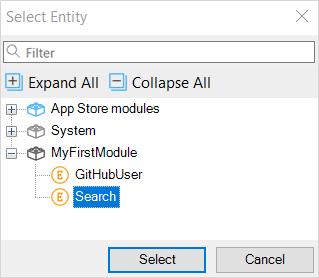 Select Entity
Filter
Expand All Collapse All
App Store modules
System
MyFirstModule
E GitHubUser
E Search
Select Cancel